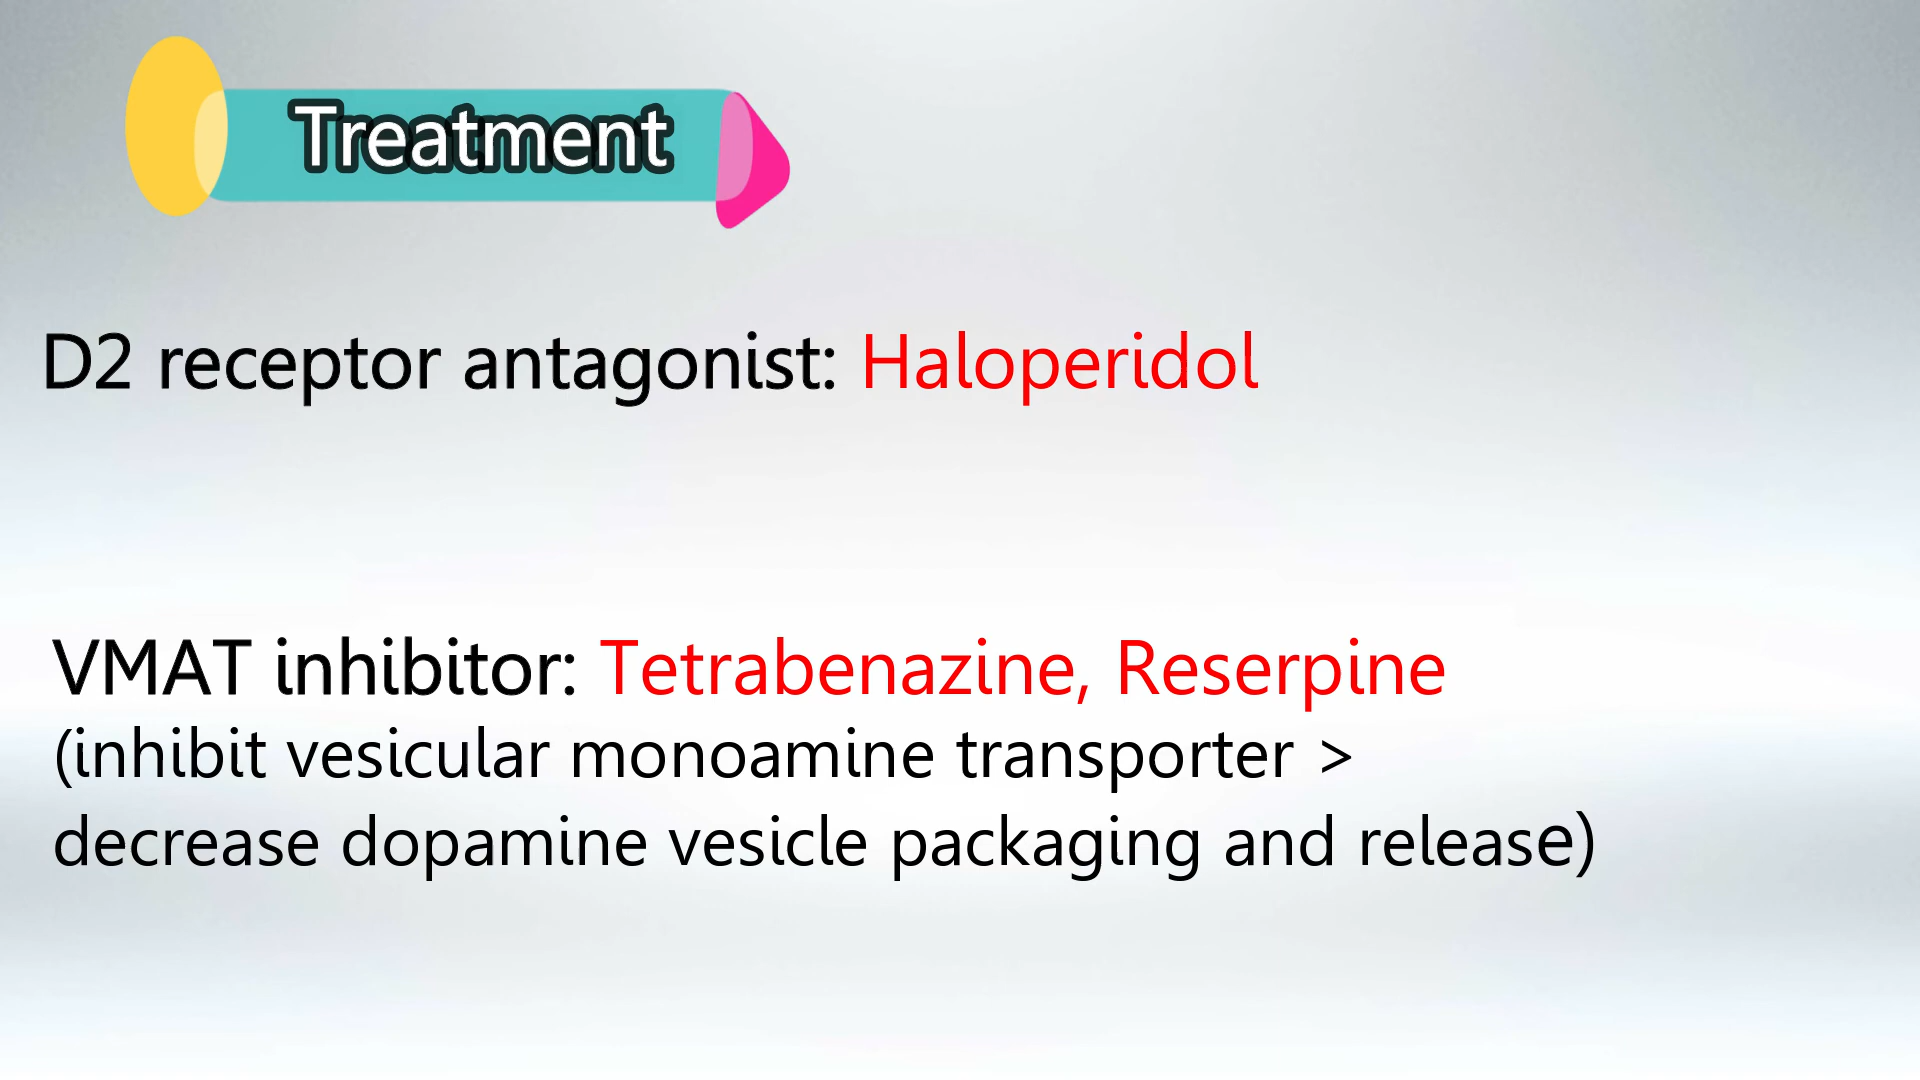 Treatment
D2 receptor antagonist: Haloperidol
VMAT inhibitor: Tetrabenazine, Reserpine
(inhibit vesicular monoamine transporter >
decrease dopamine vesicle packaging and release)